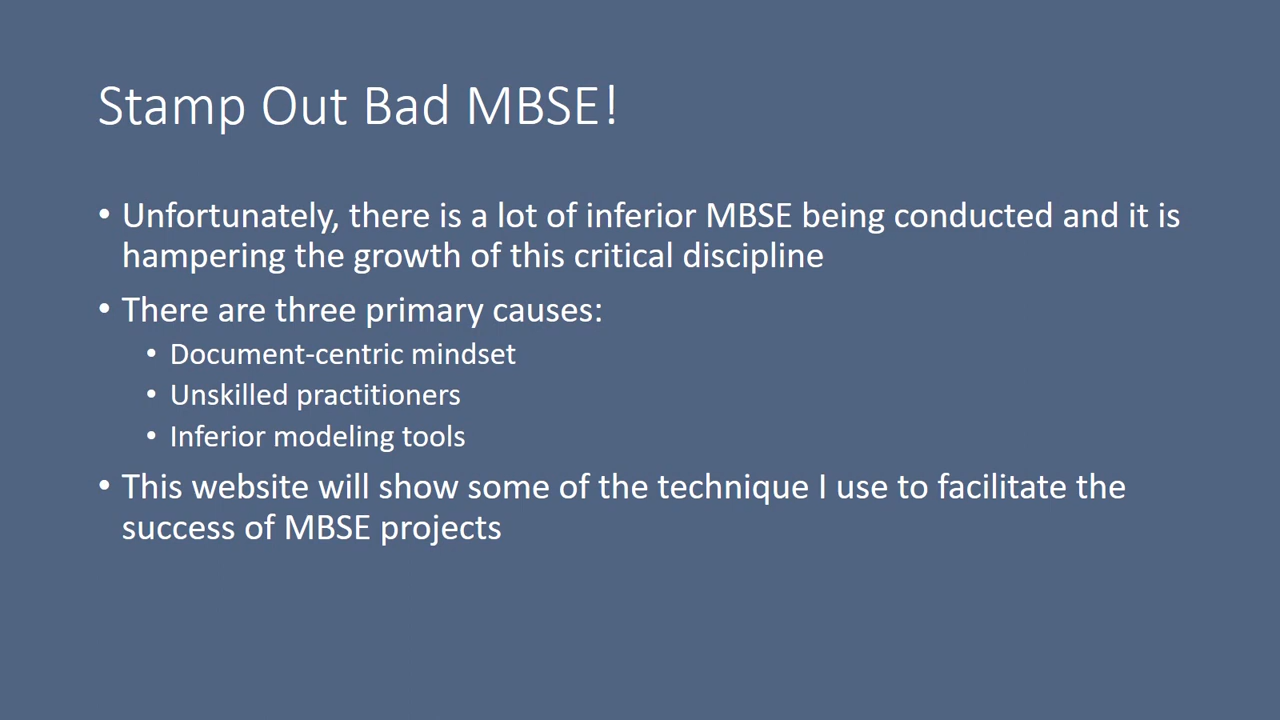 Stamp Out Bad MBSE!
• Unfortunately, there is a lot of inferior MBSE being conducted and it is
hampering the growth of this critical discipline
• There are three primary causes:
• Document-centric mindset
• Unskilled practitioners
• Inferior modeling tools
• This website will show some of the technique I use to facilitate the
success of MBSE projects